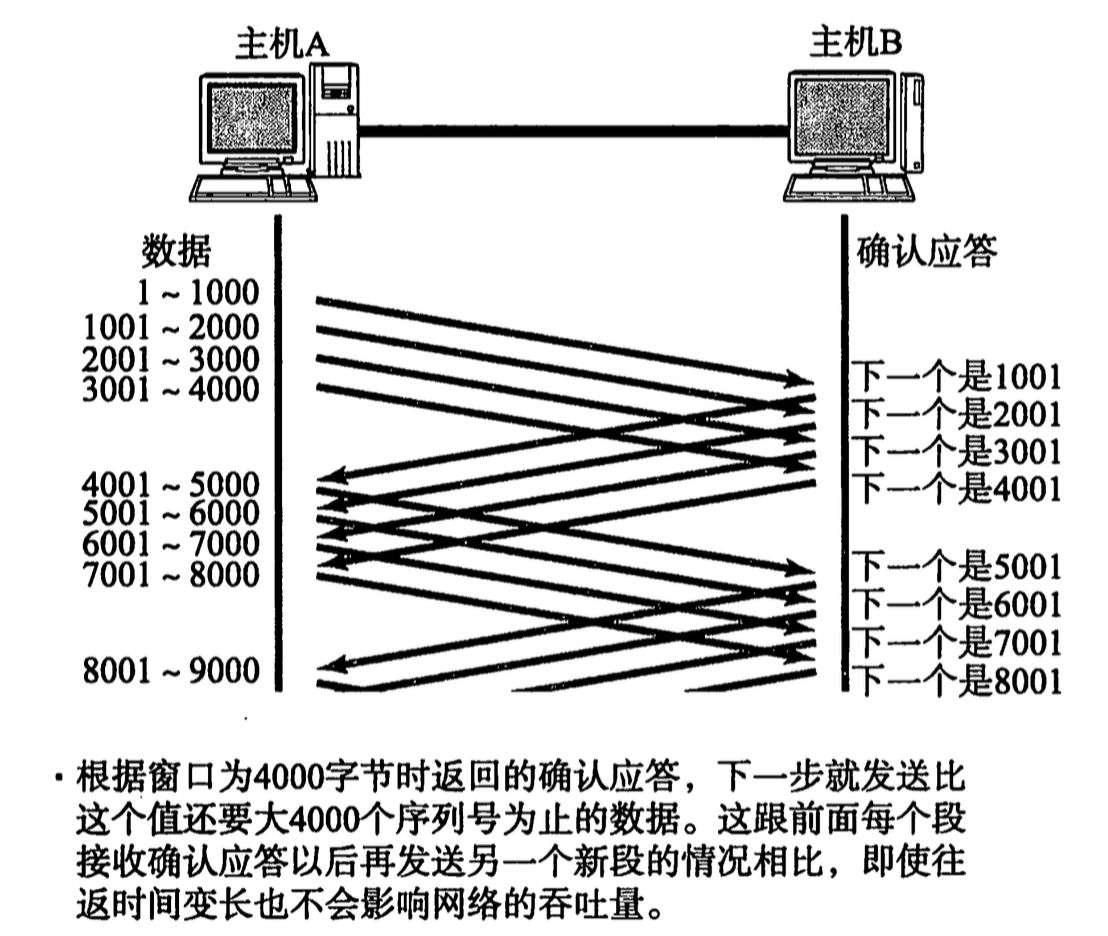 主机A
主机B
数据
确认应答
1 ~ 1000
1001 ~ 2000
2001 ~ 3000
3001 ~ 4000
下一个是1001
下一个是2001
下一个是3001
下一个是4001
4001 ~ 5000
5001 ~ 6000
6001 ~ 7000
7001 ~ 8000
下一个是5001
下一个是6001
下一个是7001
下一个是8001
8001 ~ 9000
· 根据窗口为4000字节时返回的确认应答，下一步就发送比
这个值还要大4000个序列号为止的数据。这跟前面每个段
接收确认应答以后再发送另一个新段的情况相比，即使往
返时间变长也不会影响网络的吞吐量。